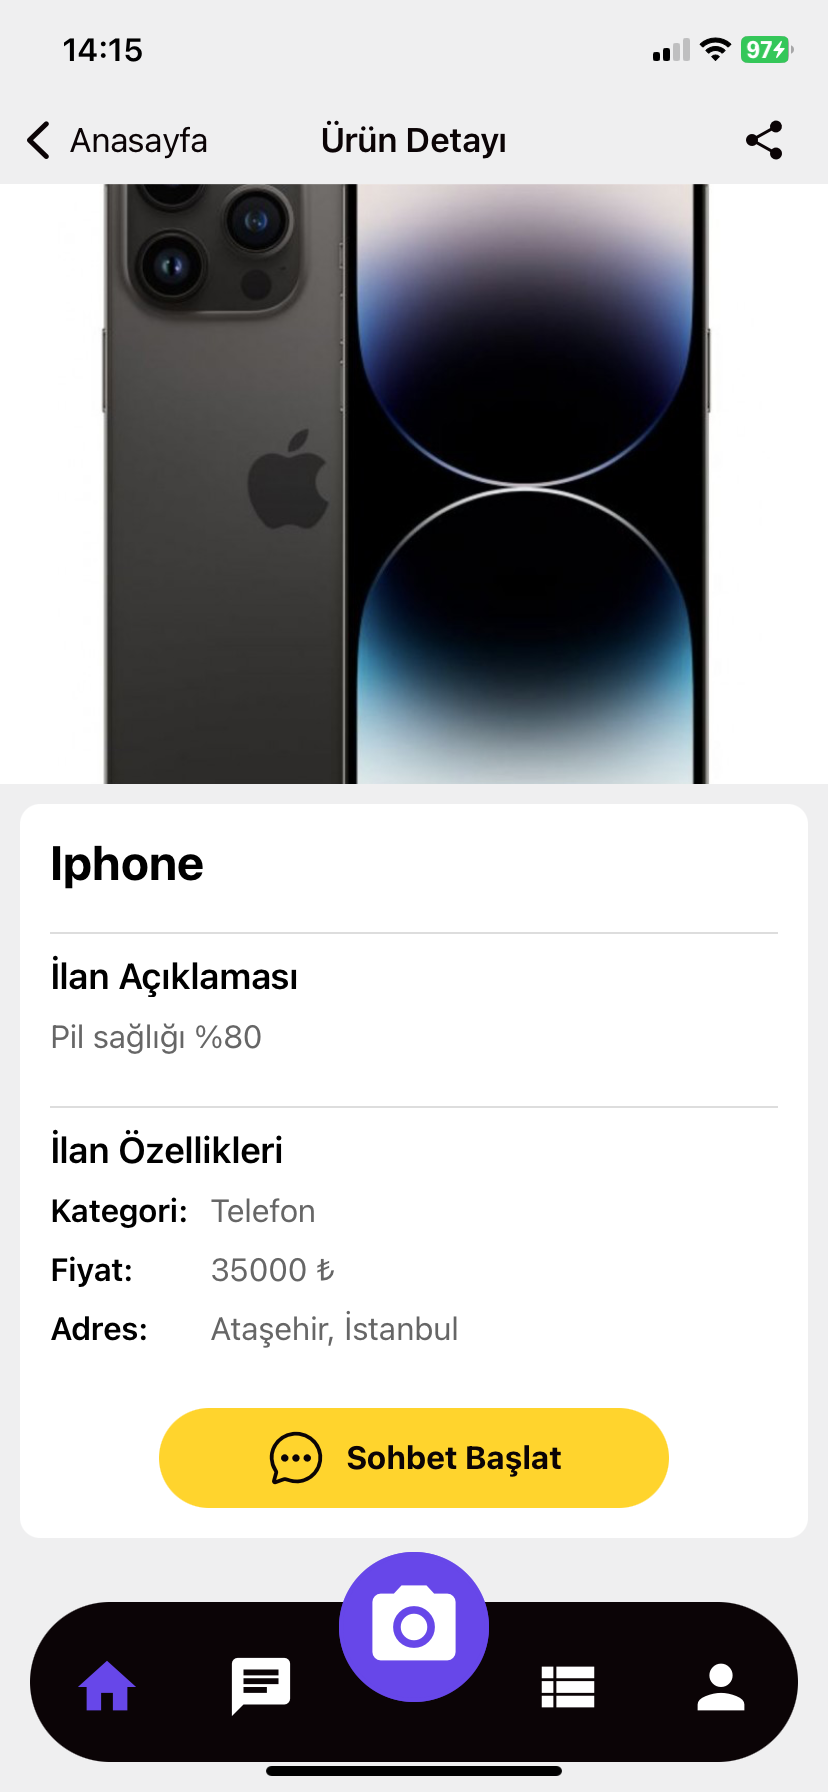 14:15
97
Anasayfa
Ürün Detayı
Iphone
İlan Açıklaması
Pil sağlığı %80
İlan Özellikleri
Kategori: Telefon
Fiyat: 35000 ₺
Adres: Ataşehir, İstanbul
Sohbet Başlat